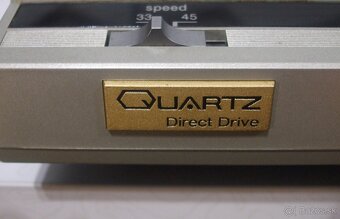 speed
33 45
QUARTZ
Direct Drive